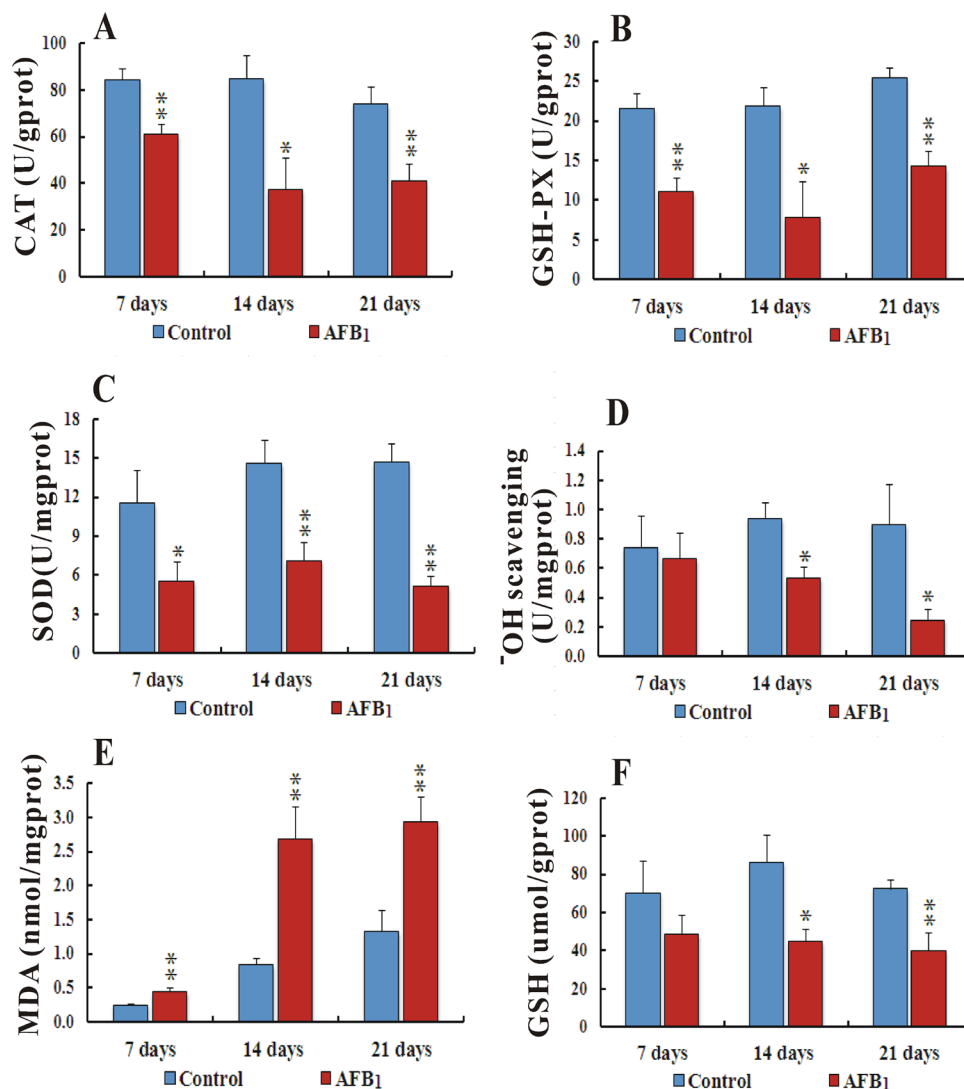 A
CAT (U/gprot)
100
80
60
40
20
0
**
*
**
7 days
14 days
21 days
Control
AFB1
B
GSH-PX (U/gprot)
30
25
20
15
10
5
0
**
*
**
7 days
14 days
21 days
Control
AFB1
C
SOD(U/mgprot)
18
15
12
9
6
3
0
*
**
**
7 days
14 days
21 days
Control
AFB1
D
-OH scavenging
(U/mgprot)
1.4
1.2
1.0
0.8
0.6
0.4
0.2
0.0
*
*
7 days
14 days
21 days
Control
AFB1
E
MDA (nmol/mgprot)
3.5
3.0
2.5
2.0
1.5
1.0
0.5
0.0
**
**
**
7 days
14 days
21 days
Control
AFB1
F
GSH (umol/gprot)
120
100
80
60
40
20
0
*
**
7 days
14 days
21 days
Control
AFB1